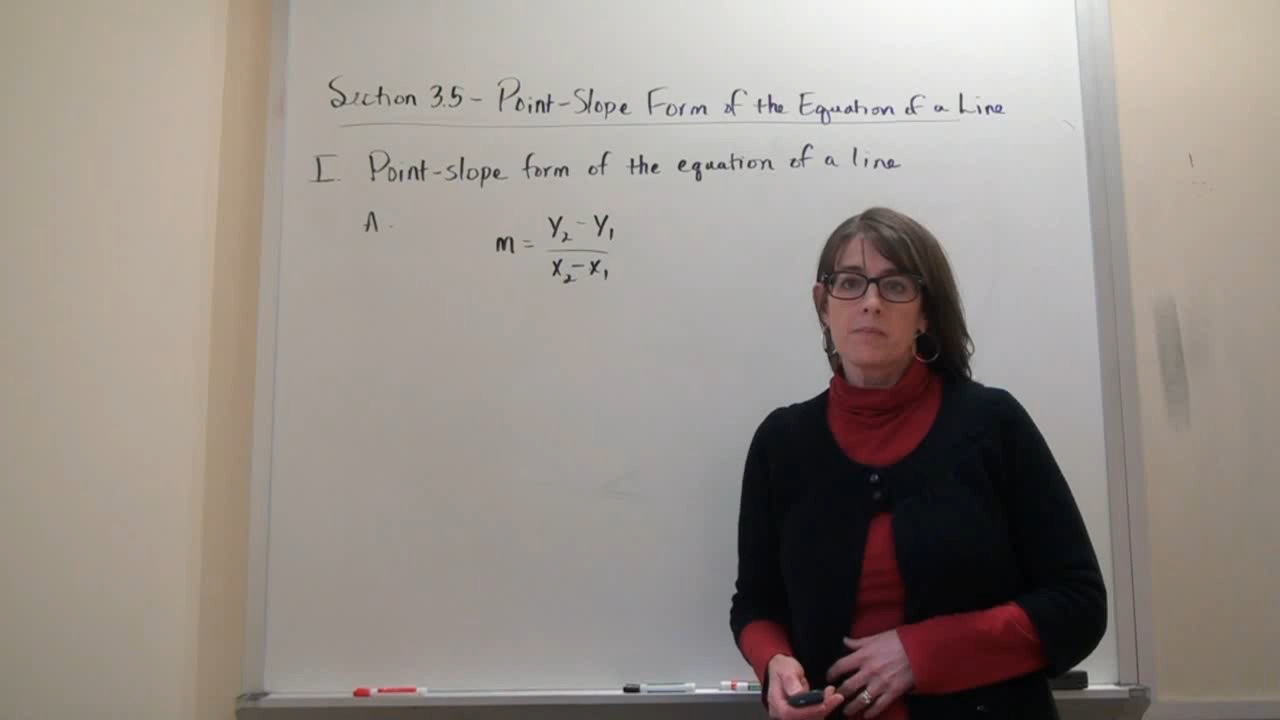 Section 3.5 - Point-Slope Form of the Equation of a Line
I. Point-slope form of the equation of a line
A. m = (y₂ - y₁) / (x₂ - x₁)